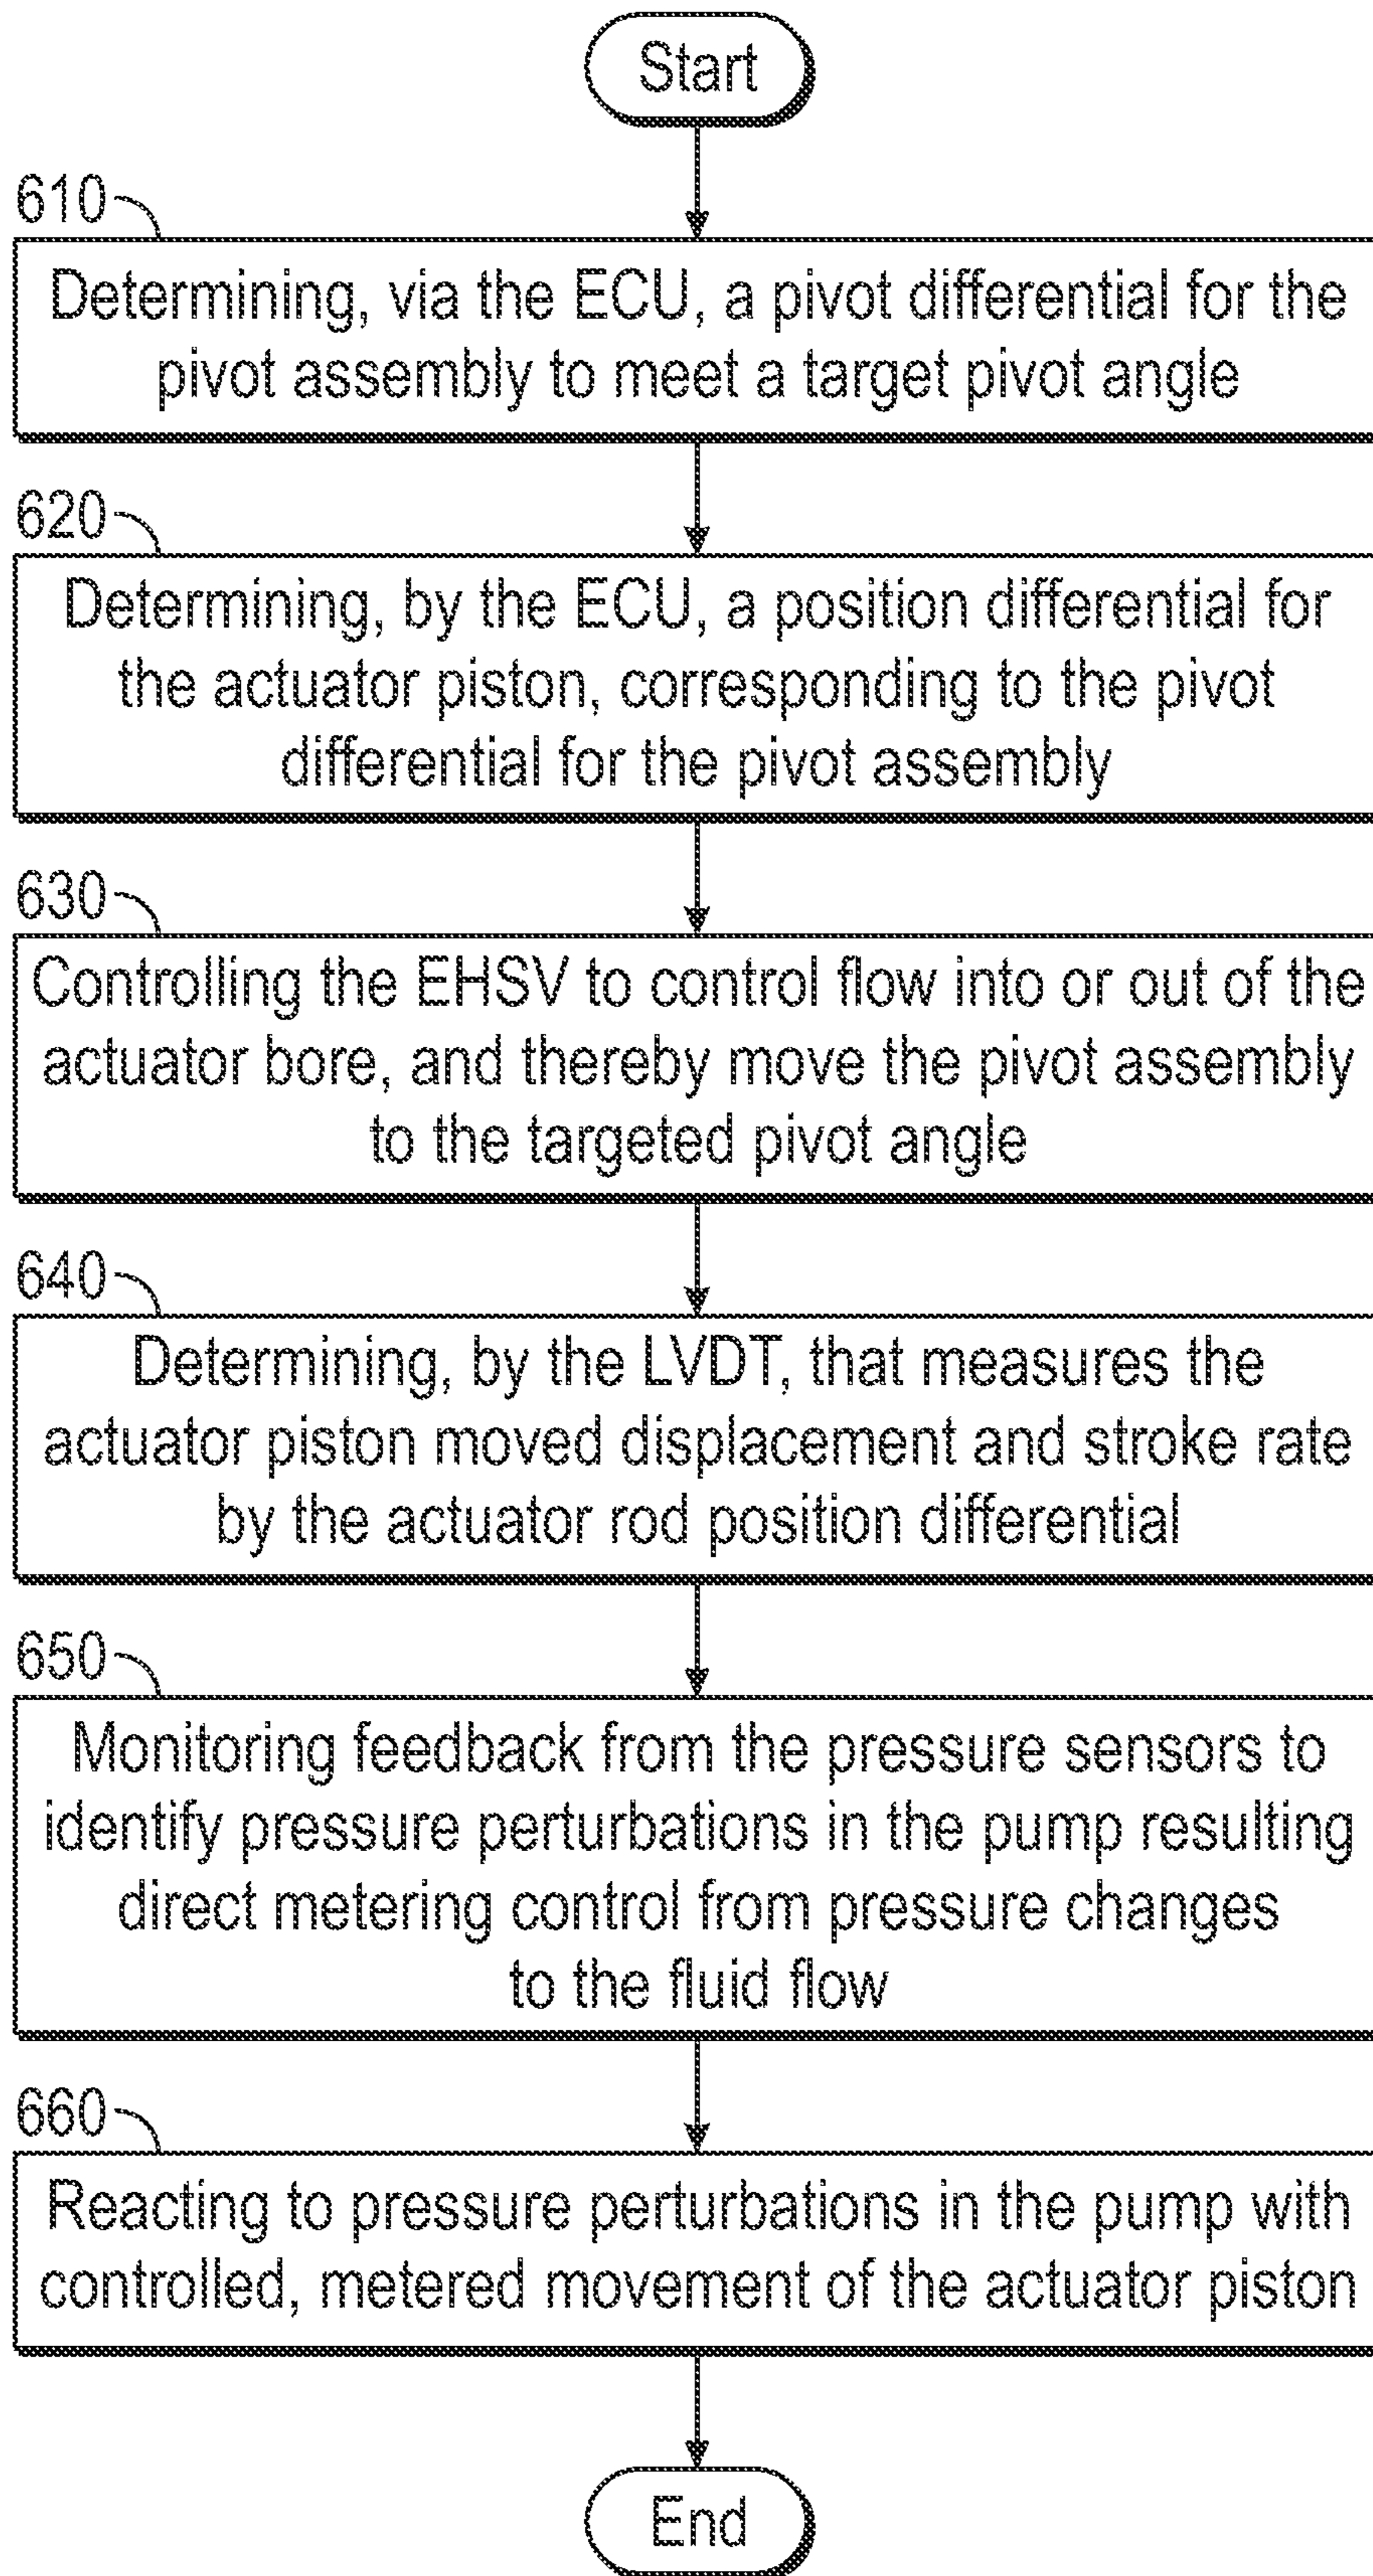 Start
610
Determining, via the ECU, a pivot differential for the
pivot assembly to meet a target pivot angle
620
Determining, by the ECU, a position differential for
the actuator piston, corresponding to the pivot
differential for the pivot assembly
630
Controlling the EHSV to control flow into or out of the
actuator bore, and thereby move the pivot assembly
to the targeted pivot angle
640
Determining, by the LVDT, that measures the
actuator piston moved displacement and stroke rate
by the actuator rod position differential
650
Monitoring feedback from the pressure sensors to
identify pressure perturbations in the pump resulting
direct metering control from pressure changes
to the fluid flow
660
Reacting to pressure perturbations in the pump with
controlled, metered movement of the actuator piston
End